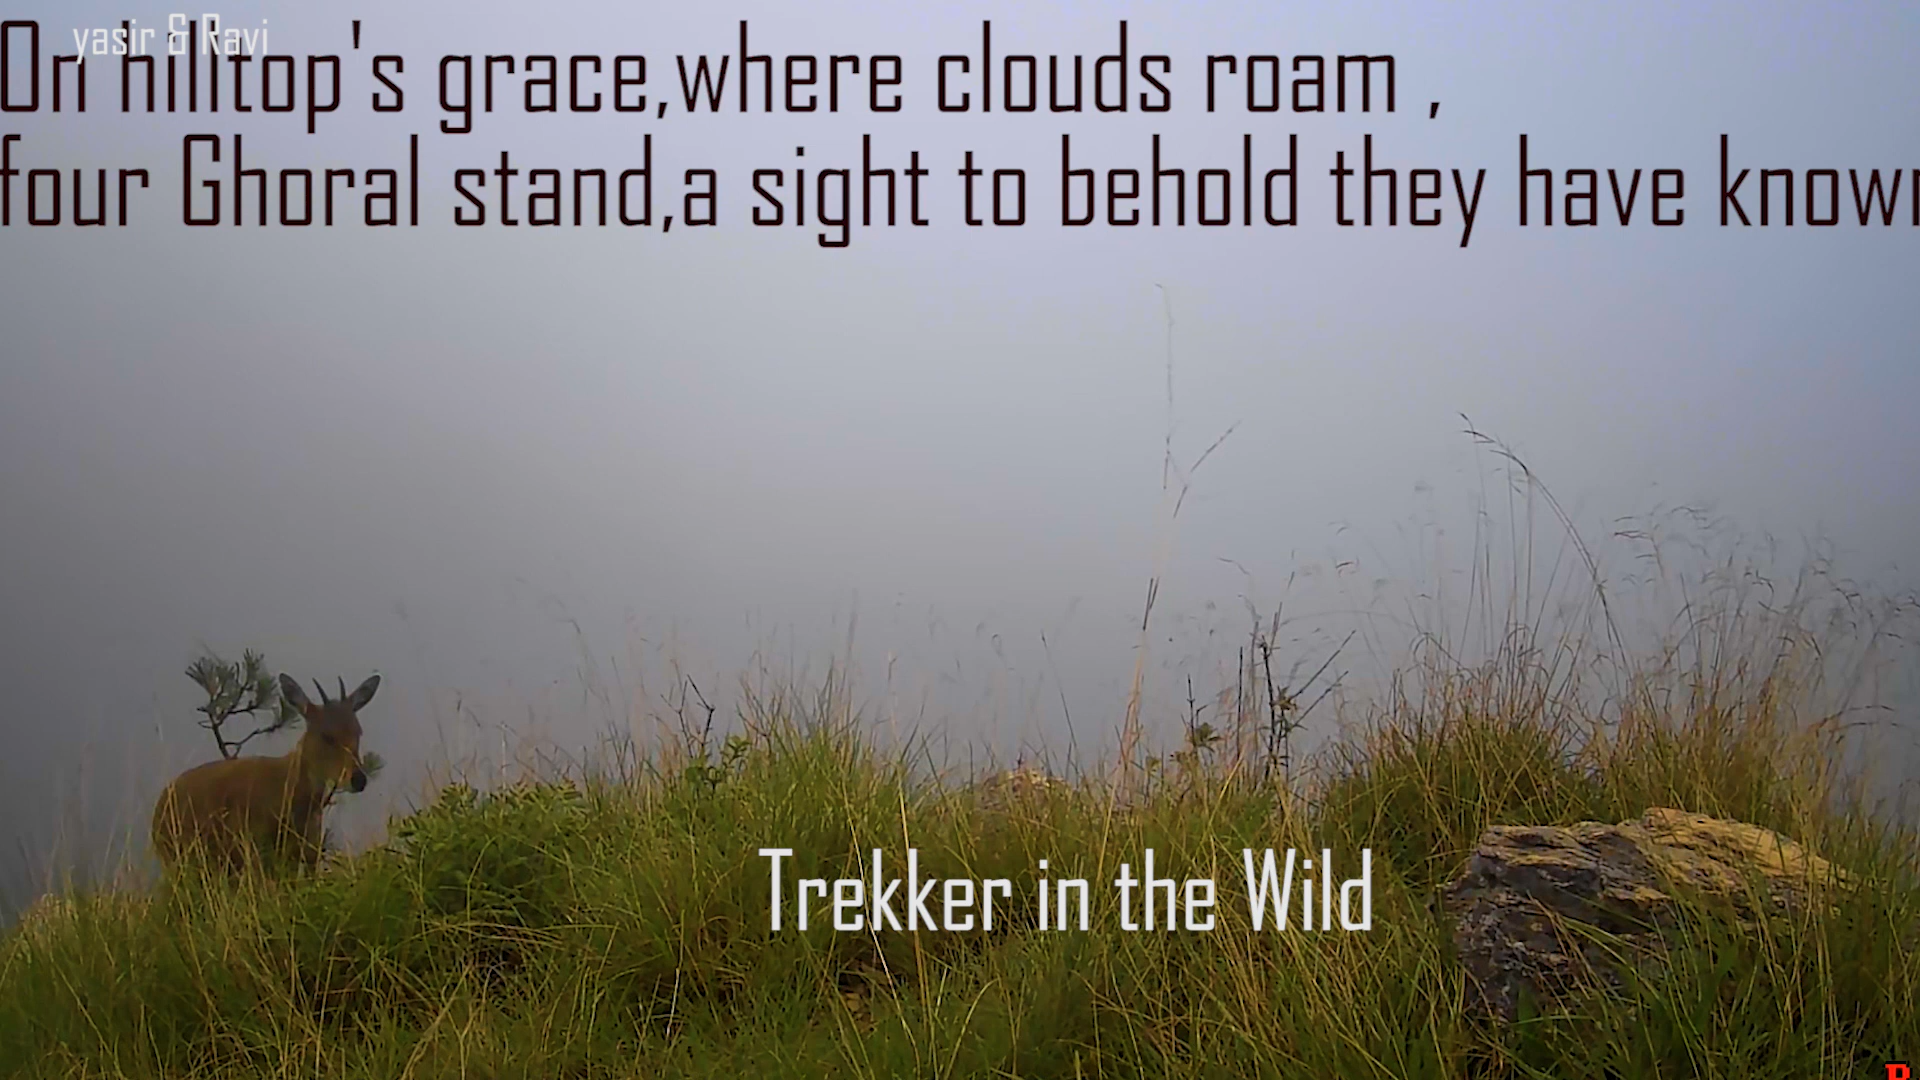 yasir & Ravi
On hilltop's grace,where clouds roam ,
four Ghoral stand,a sight to behold they have known
Trekker in the Wild